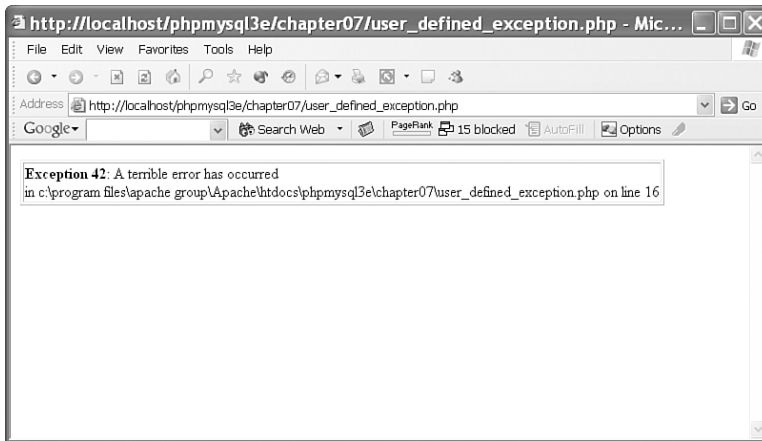 http://localhost/phpmysql3e/chapter07/user_defined_exception.php - Mic...
File Edit View Favorites Tools Help
Address http://localhost/phpmysql3e/chapter07/user_defined_exception.php Go
Google Search Web PageRank 15 blocked AutoFill Options
Exception 42: A terrible error has occurred
in c:\program files\apache group\Apache\htdocs\phpmysql3e\chapter07\user_defined_exception.php on line 16